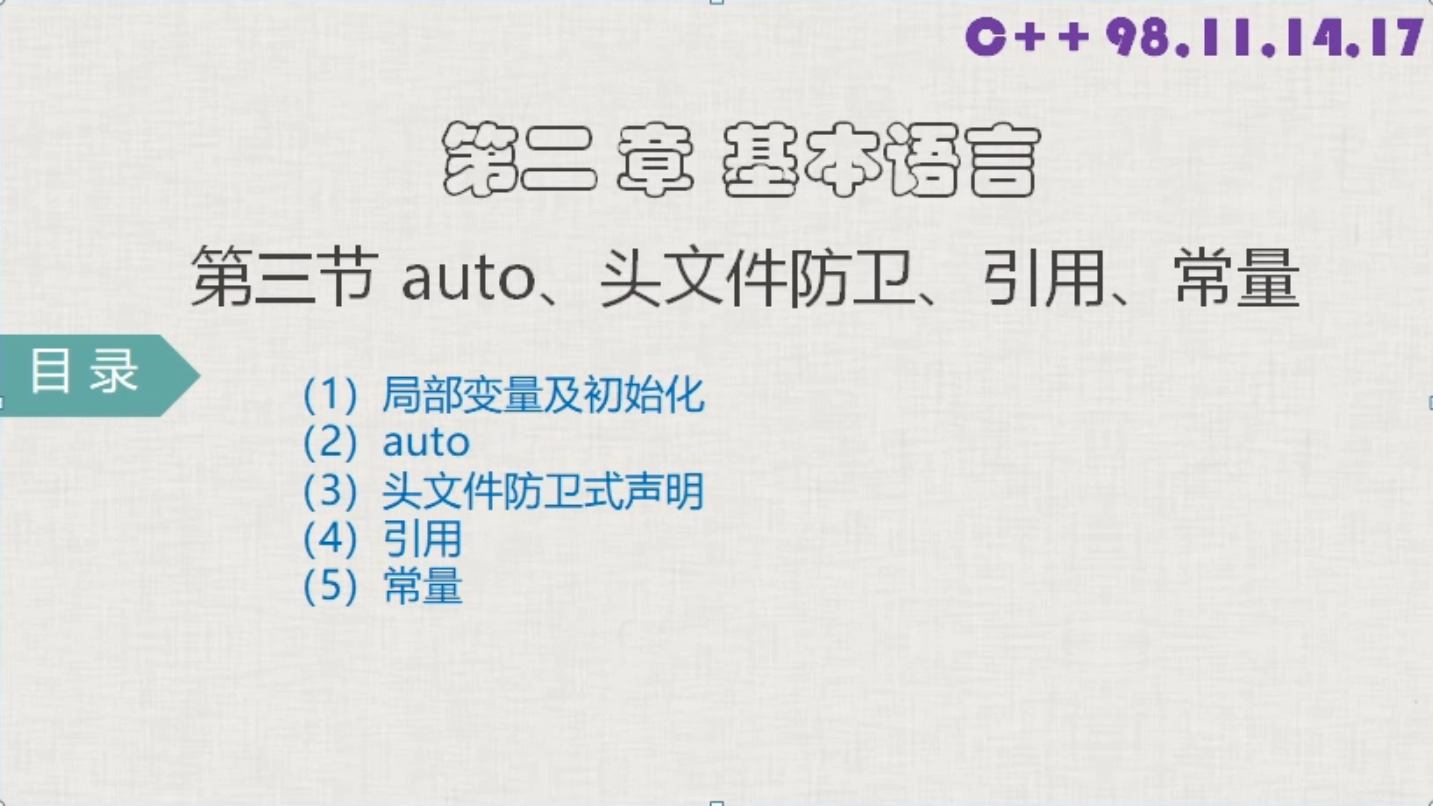 C++ 98.11.14.17
第二章 基本语言
第三节 auto、头文件防卫、引用、常量
目 录
（1）局部变量及初始化
（2）auto
（3）头文件防卫式声明
（4）引用
（5）常量